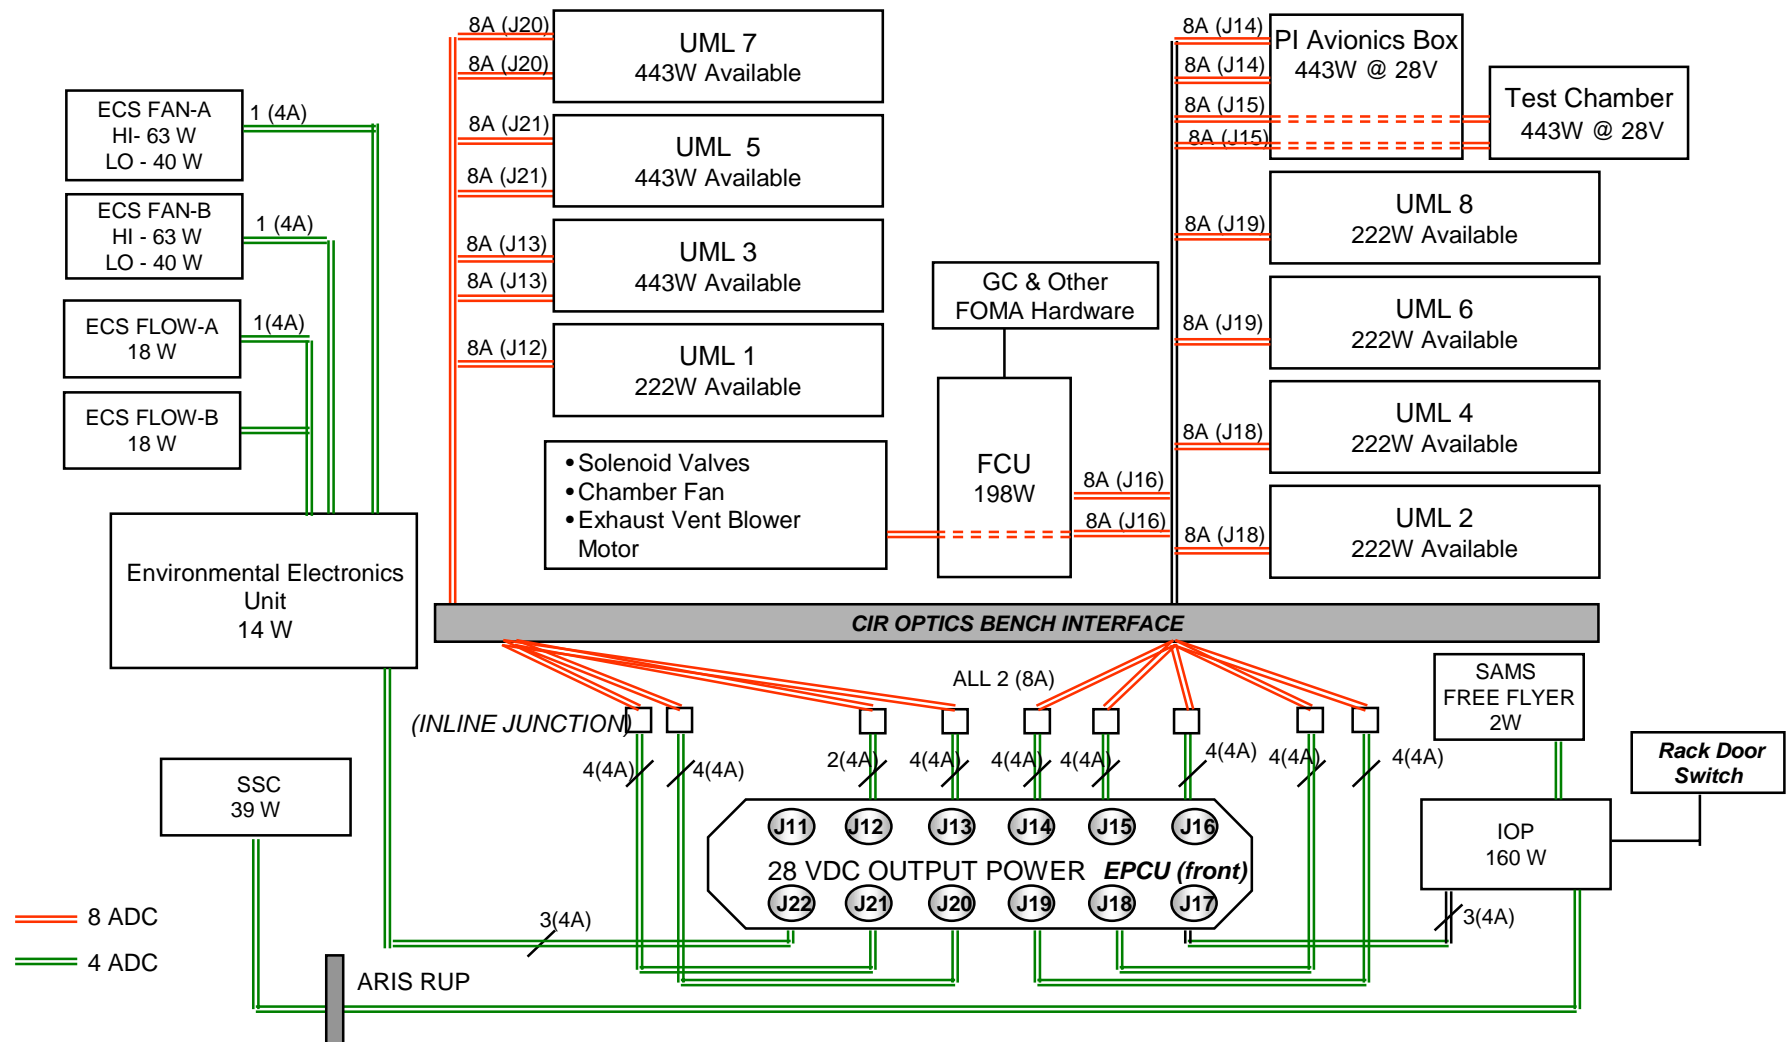 8A (J20)
UML 7
443W Available
8A (J20)
8A (J14)
PI Avionics Box
443W @ 28V
8A (J14)
8A (J15)
8A (J15)
Test Chamber
443W @ 28V
ECS FAN-A
HI- 63 W
LO - 40 W
1 (4A)
8A (J21)
UML  5
443W Available
8A (J21)
ECS FAN-B
HI - 63 W
LO - 40 W
1 (4A)
8A (J13)
UML 3
443W Available
8A (J13)
8A (J19)
UML 8
222W Available
GC & Other
FOMA Hardware
ECS FLOW-A
18 W
1(4A)
8A (J12)
UML 1
222W Available
8A (J19)
UML 6
222W Available
ECS FLOW-B
18 W
•Solenoid Valves
•Chamber Fan
•Exhaust Vent Blower
Motor
FCU
198W
8A (J16)
8A (J16)
8A (J18)
UML 4
222W Available
8A (J18)
UML 2
222W Available
Environmental Electronics
Unit
14 W
CIR OPTICS BENCH INTERFACE
ALL 2 (8A)
(INLINE JUNCTION)
SAMS
FREE FLYER
2W
Rack Door
Switch
4(4A)
4(4A)
2(4A)
4(4A)
4(4A)
4(4A)
4(4A)
4(4A)
4(4A)
SSC
39 W
J11
J12
J13
J14
J15
J16
28 VDC OUTPUT POWER
EPCU (front)
J22
J21
J20
J19
J18
J17
IOP
160 W
3(4A)
3(4A)
8 ADC
4 ADC
ARIS RUP